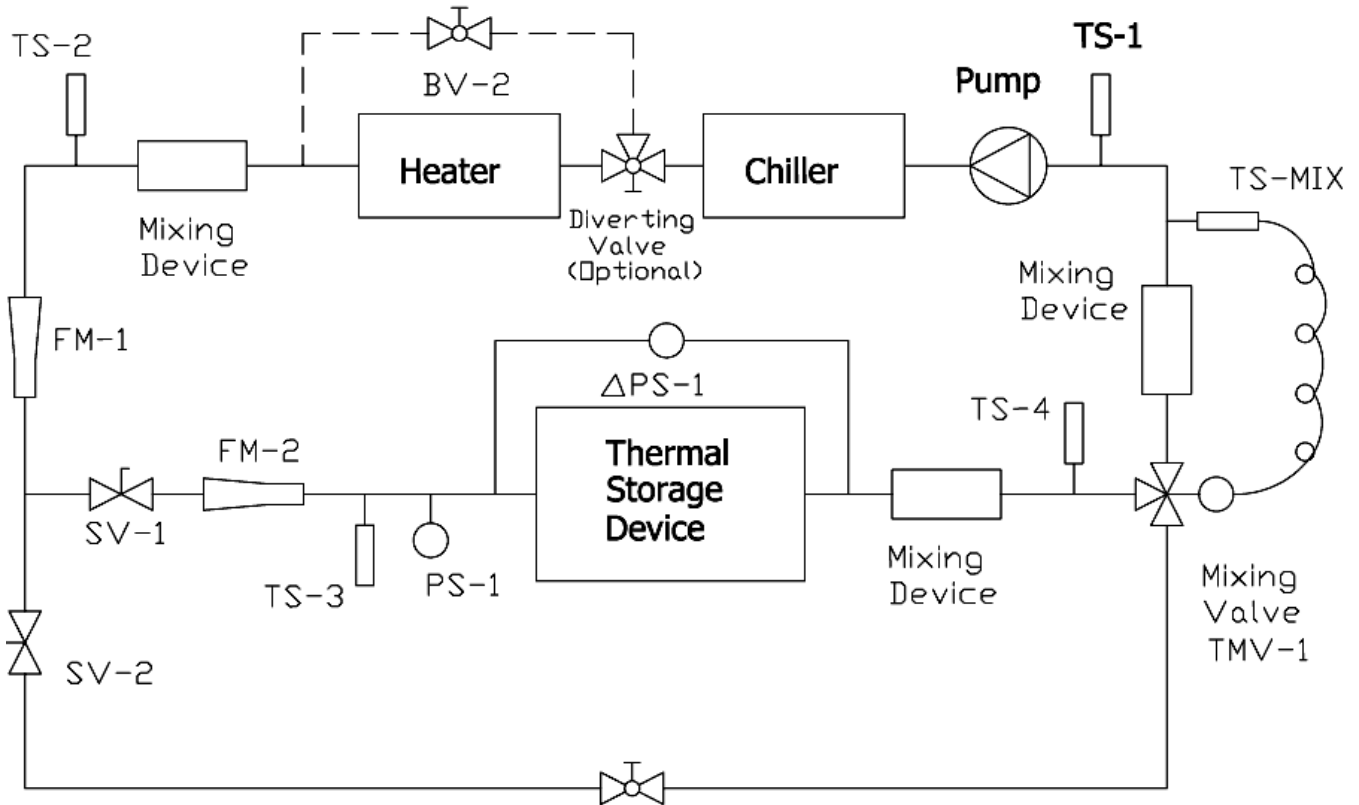 TS-2
BV-2
TS-1
Pump
Heater
Chiller
TS-MIX
Mixing
Device
Diverting
Valve
(Optional)
Mixing
Device
FM-1
△PS-1
TS-4
FM-2
Thermal
Storage
Device
SV-1
TS-3
PS-1
Mixing
Device
Mixing
Valve
TMV-1
SV-2